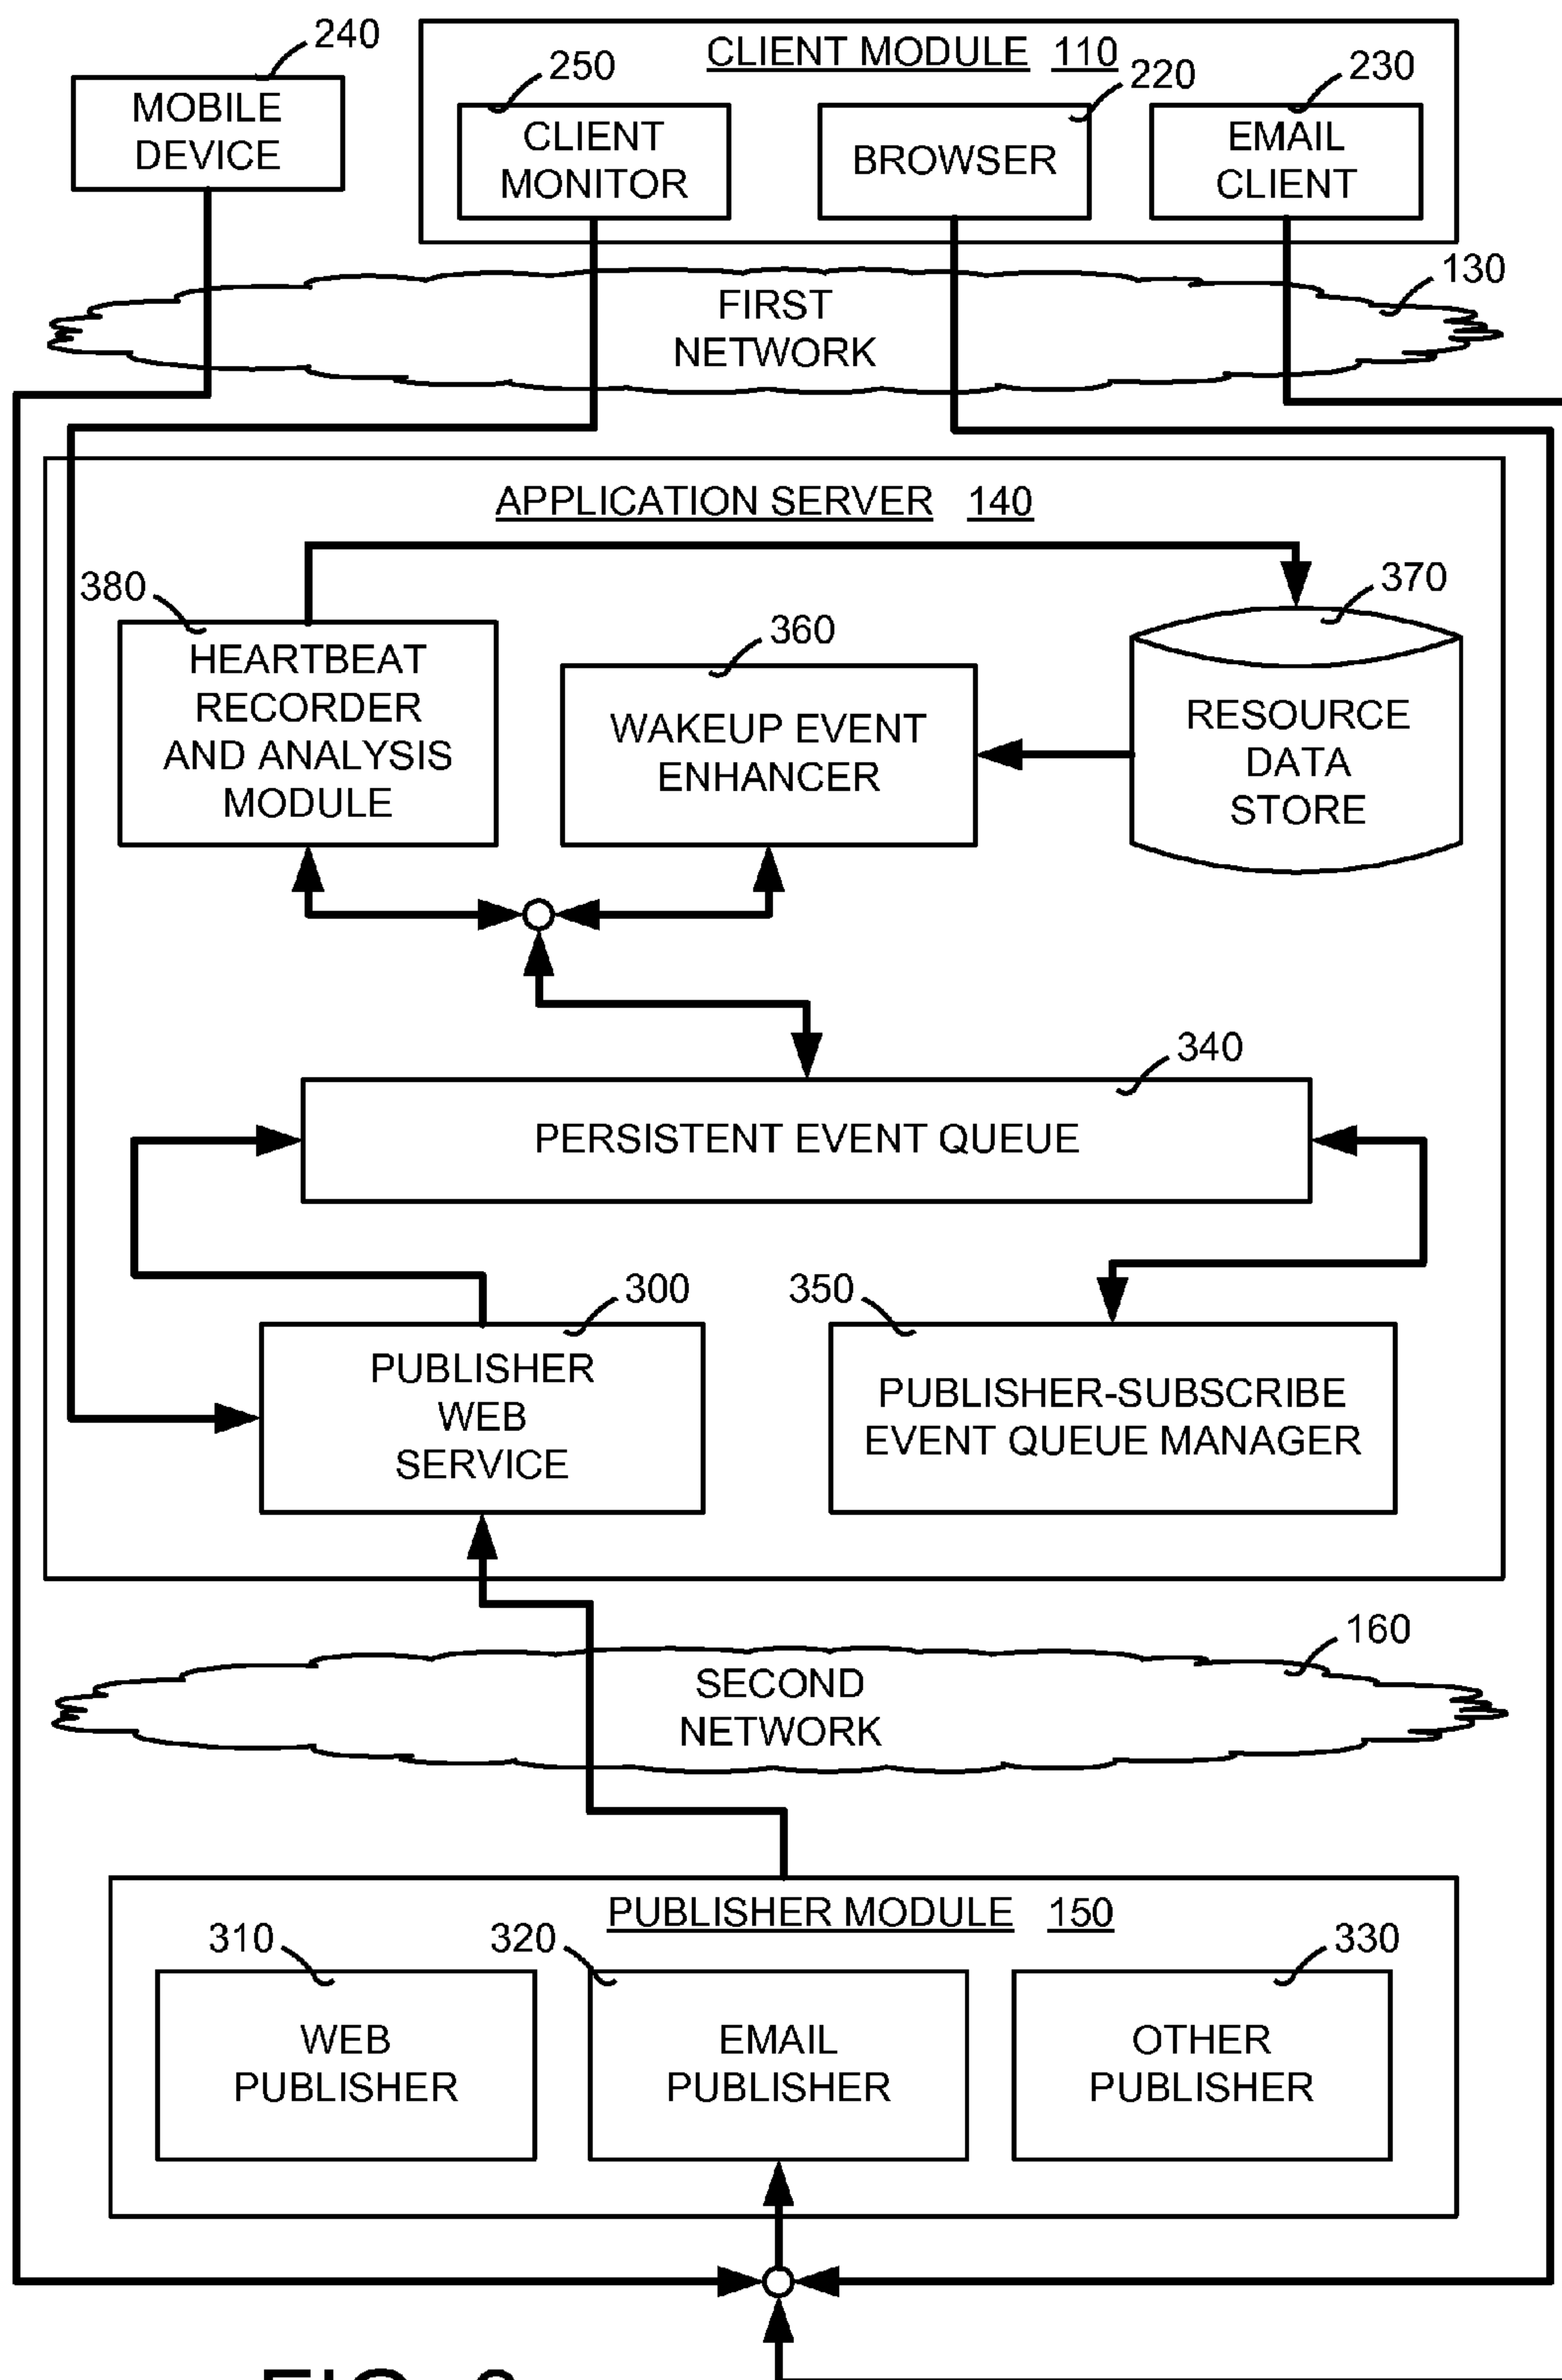 240
MOBILE
DEVICE
CLIENT MODULE 110
250
CLIENT
MONITOR
220
BROWSER
230
EMAIL
CLIENT
130
FIRST
NETWORK
APPLICATION SERVER 140
380
HEARTBEAT
RECORDER
AND ANALYSIS
MODULE
360
WAKEUP EVENT
ENHANCER
370
RESOURCE
DATA
STORE
340
PERSISTENT EVENT QUEUE
300
PUBLISHER
WEB
SERVICE
350
PUBLISHER-SUBSCRIBE
EVENT QUEUE MANAGER
160
SECOND
NETWORK
PUBLISHER MODULE 150
310
WEB
PUBLISHER
320
EMAIL
PUBLISHER
330
OTHER
PUBLISHER
FIG.